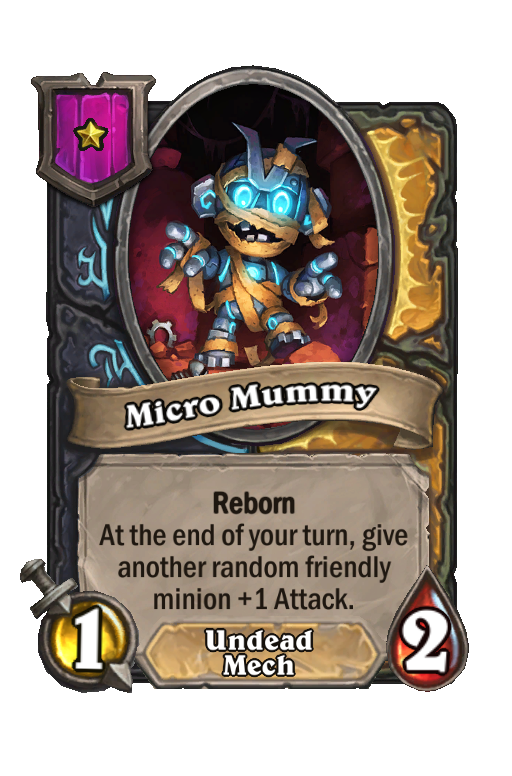 Micro Mummy
Reborn
At the end of your turn, give
another random friendly
minion +1 Attack.
1
Undead
Mech
2